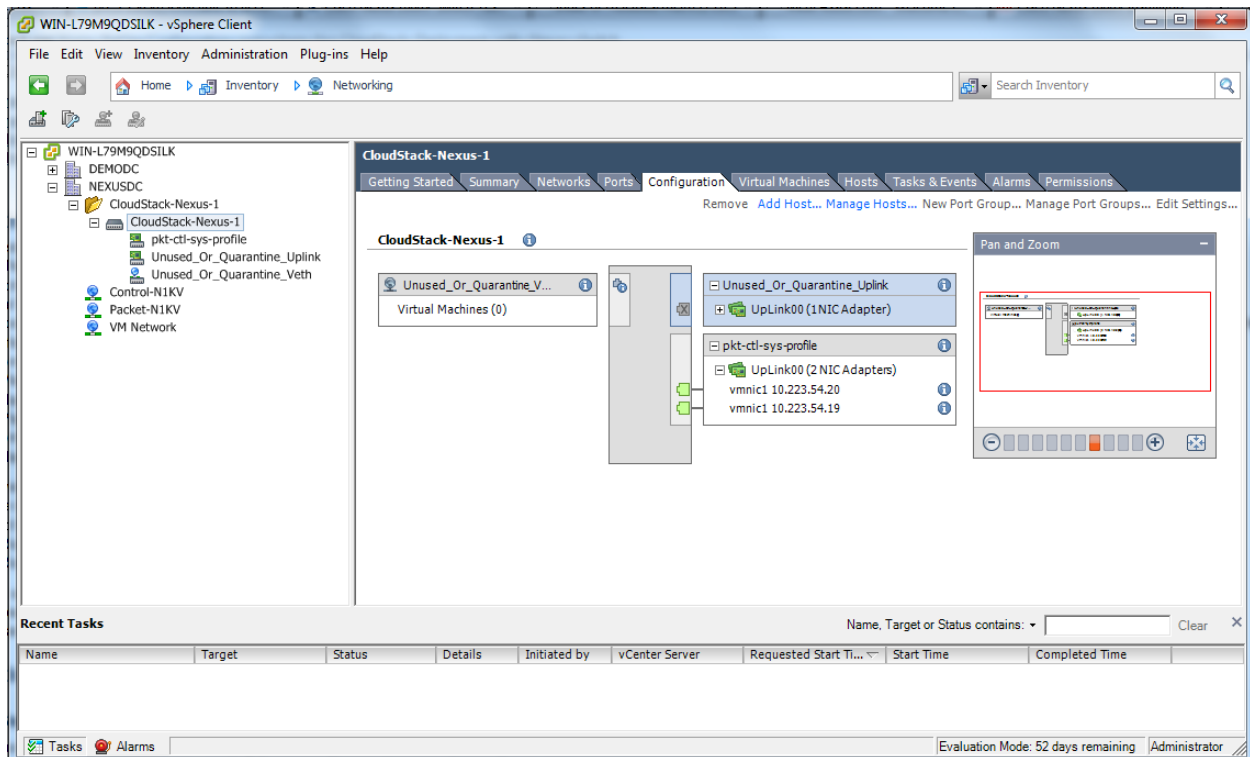 WIN-L79M9QDSILK - vSphere Client
File Edit View Inventory Administration Plug-ins Help
Home Inventory Networking
Search Inventory
WIN-L79M9QDSILK
DEMODC
NEXUSDC
CloudStack-Nexus-1
CloudStack-Nexus-1
pkt-ctl-sys-profile
Unused_Or_Quarantine_Uplink
Unused_Or_Quarantine_Veth
Control-N1KV
Packet-N1KV
VM Network
CloudStack-Nexus-1
Getting Started Summary Networks Ports Configuration Virtual Machines Hosts Tasks & Events Alarms Permissions
Remove Add Host... Manage Hosts... New Port Group... Manage Port Groups... Edit Settings...
CloudStack-Nexus-1
Unused_Or_Quarantine_V...
Virtual Machines (0)
Unused_Or_Quarantine_Uplink
UpLink00 (1 NIC Adapter)
pkt-ctl-sys-profile
UpLink00 (2 NIC Adapters)
vmnic1 10.223.54.20
vmnic1 10.223.54.19
Pan and Zoom
Recent Tasks
Name, Target or Status contains:
Clear
Name Target Status Details Initiated by vCenter Server Requested Start Ti... Start Time Completed Time
Tasks Alarms
Evaluation Mode: 52 days remaining Administrator